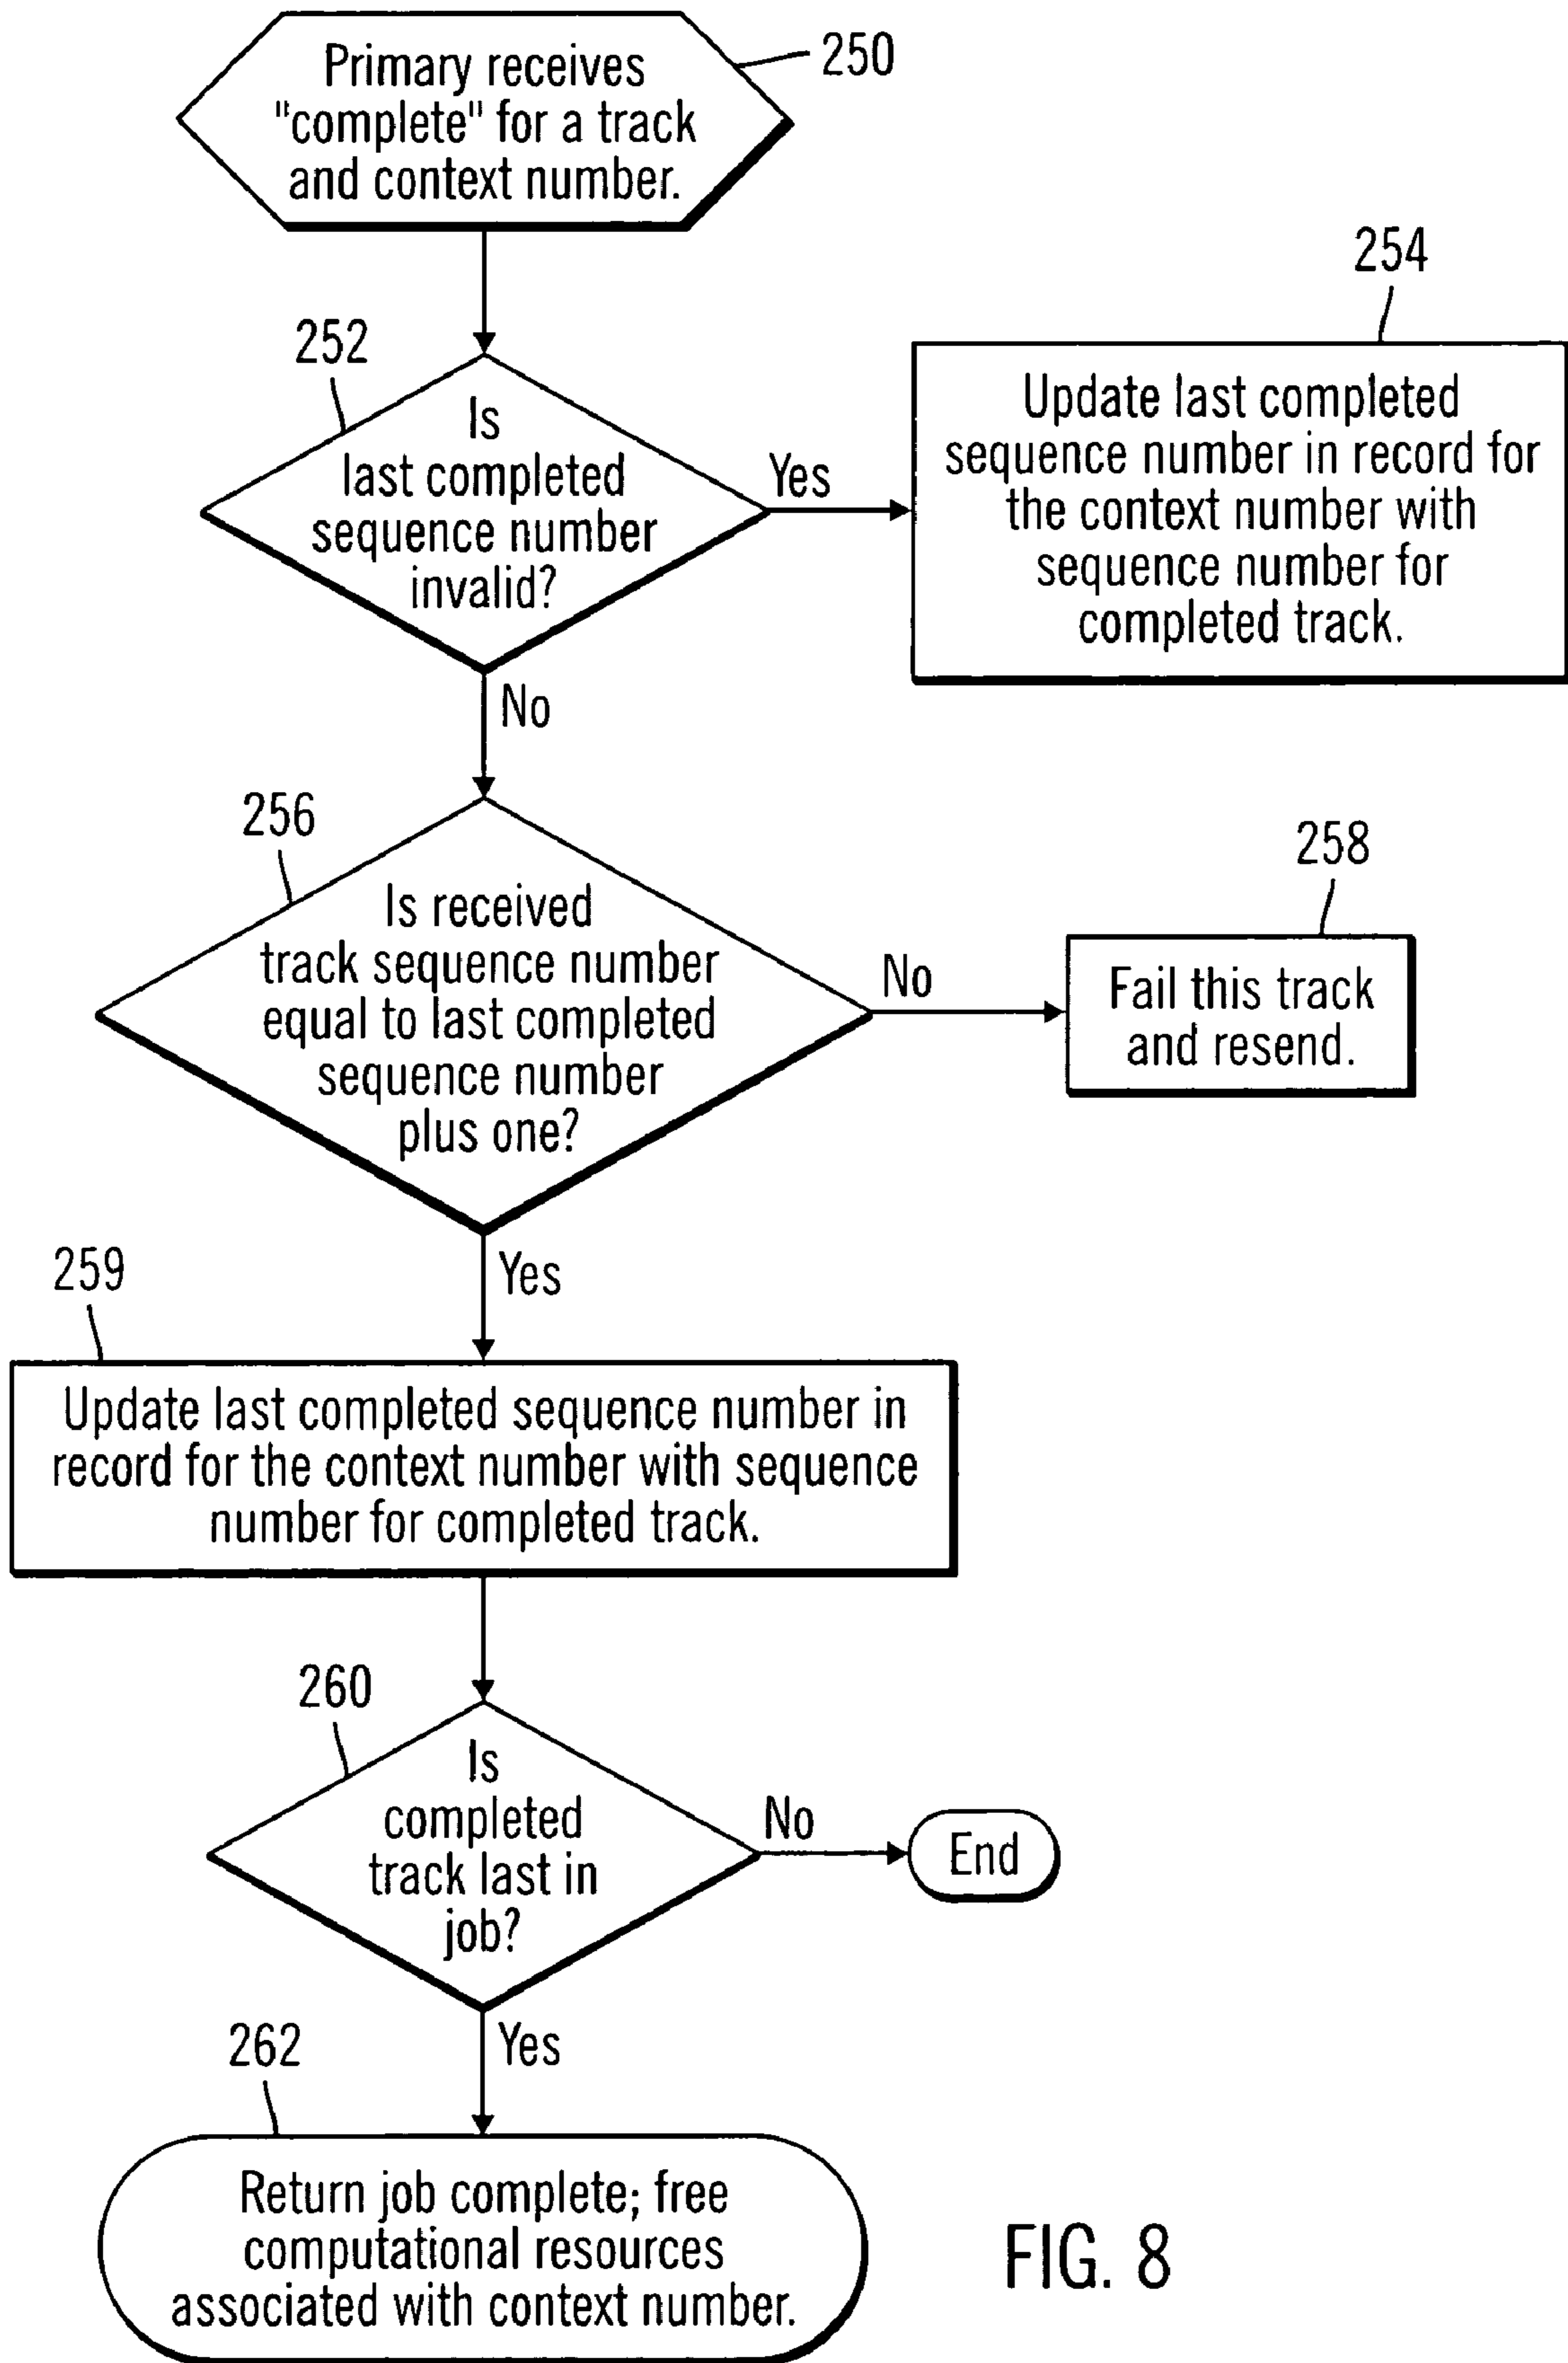 Primary receives
"complete" for a track
and context number.
250
252
Is
last completed
sequence number
invalid?
Yes
254
Update last completed
sequence number in record for
the context number with
sequence number for
completed track.
No
256
Is received
track sequence number
equal to last completed
sequence number
plus one?
No
258
Fail this track
and resend.
Yes
259
Update last completed sequence number in
record for the context number with sequence
number for completed track.
260
Is
completed
track last in
job?
No
End
Yes
262
Return job complete; free
computational resources
associated with context number.
FIG. 8